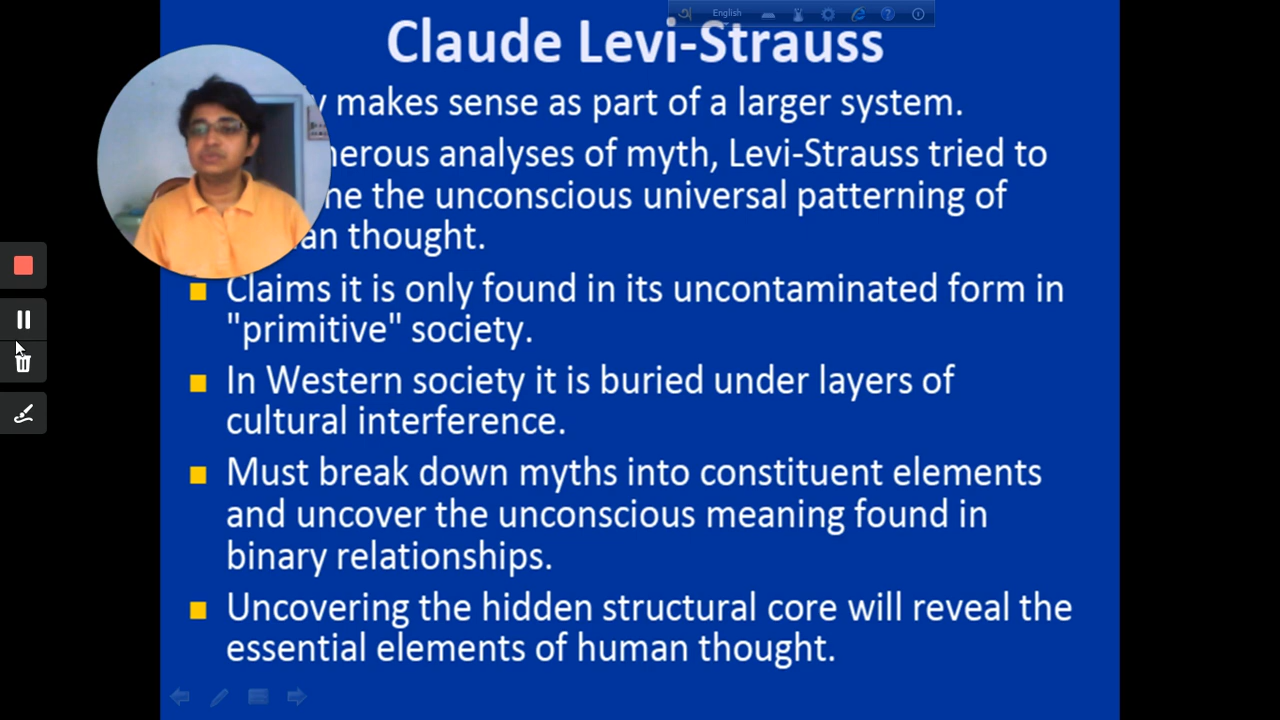 English
Claude Levi-Strauss
makes sense as part of a larger system.
analyses of myth, Levi-Strauss tried to
the unconscious universal patterning of
thought.
Claims it is only found in its uncontaminated form in
"primitive" society.
In Western society it is buried under layers of
cultural interference.
Must break down myths into constituent elements
and uncover the unconscious meaning found in
binary relationships.
Uncovering the hidden structural core will reveal the
essential elements of human thought.